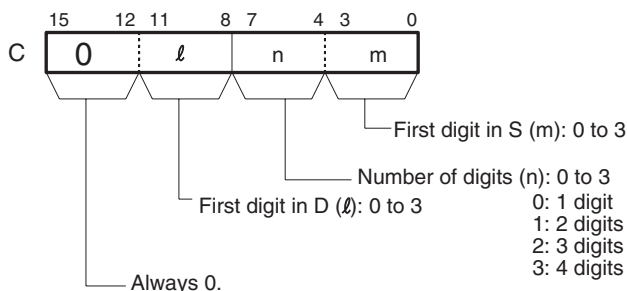 15 12 11 8 7 4 3 0
C 0 ℓ n m
First digit in S (m): 0 to 3
Number of digits (n): 0 to 3
0: 1 digit
1: 2 digits
2: 3 digits
3: 4 digits
First digit in D (ℓ): 0 to 3
Always 0.